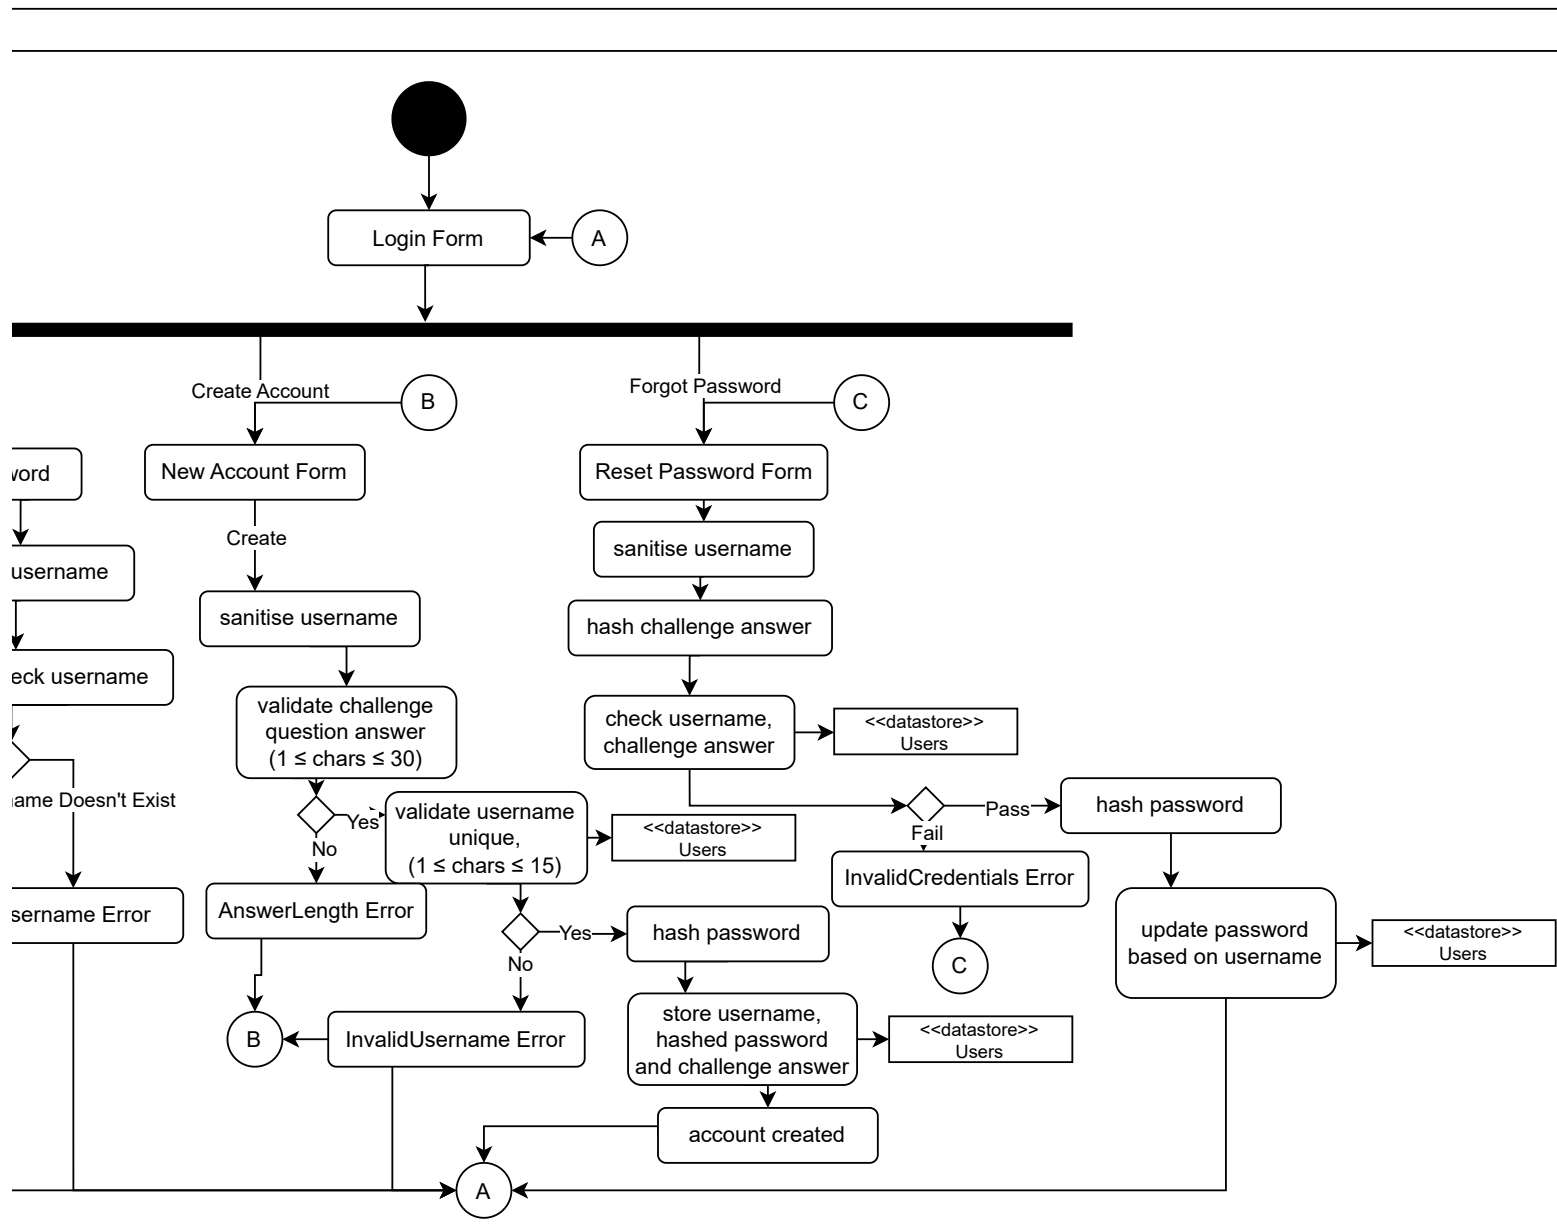 Login Form
A
Create Account
B
Forgot Password
C
New Account Form
Reset Password Form
Create
sanitise username
username
sanitise username
hash challenge answer
username
validate challenge
question answer
(1 ≤ chars ≤ 30)
check username,
challenge answer
<<datastore>>
Users
Doesn't Exist
Yes
No
validate username
unique,
(1 ≤ chars ≤ 15)
<<datastore>>
Users
Pass
hash password
Fail
InvalidCredentials Error
Error
AnswerLength Error
Yes
No
hash password
C
update password
based on username
<<datastore>>
Users
B
InvalidUsername Error
store username,
hashed password
and challenge answer
<<datastore>>
Users
account created
A